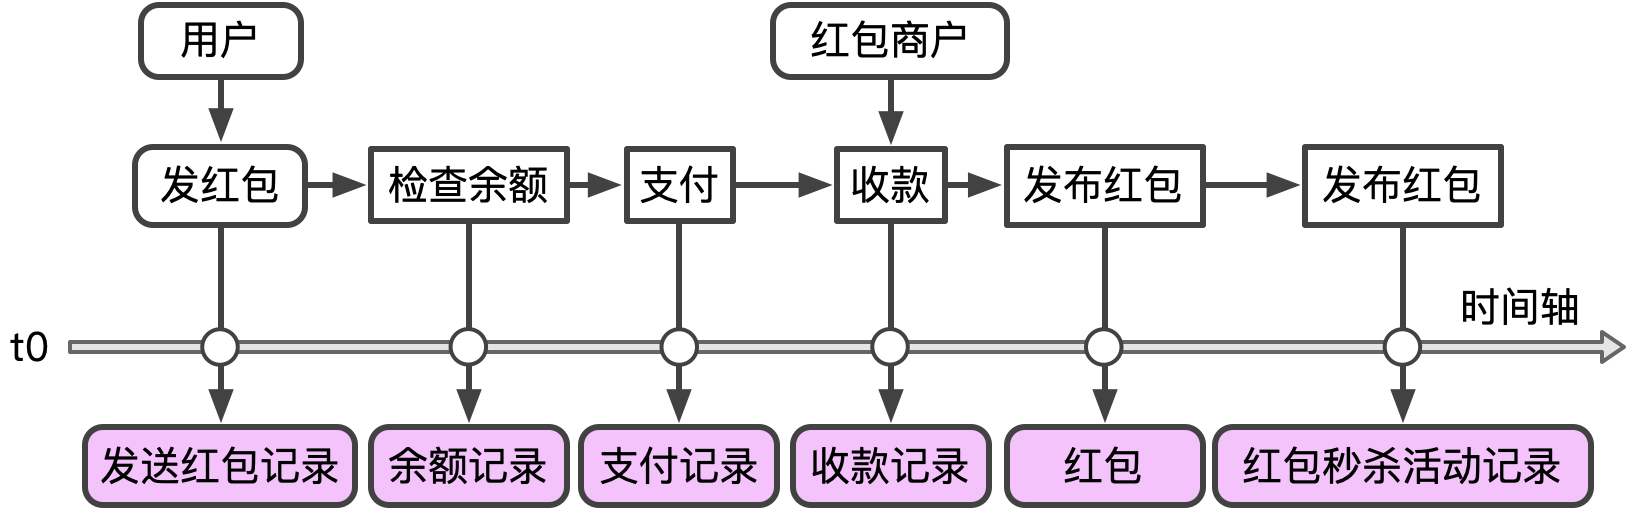 用户
红包商户
发红包
检查余额
支付
收款
发布红包
发布红包
时间轴
t0
发送红包记录
余额记录
支付记录
收款记录
红包
红包秒杀活动记录